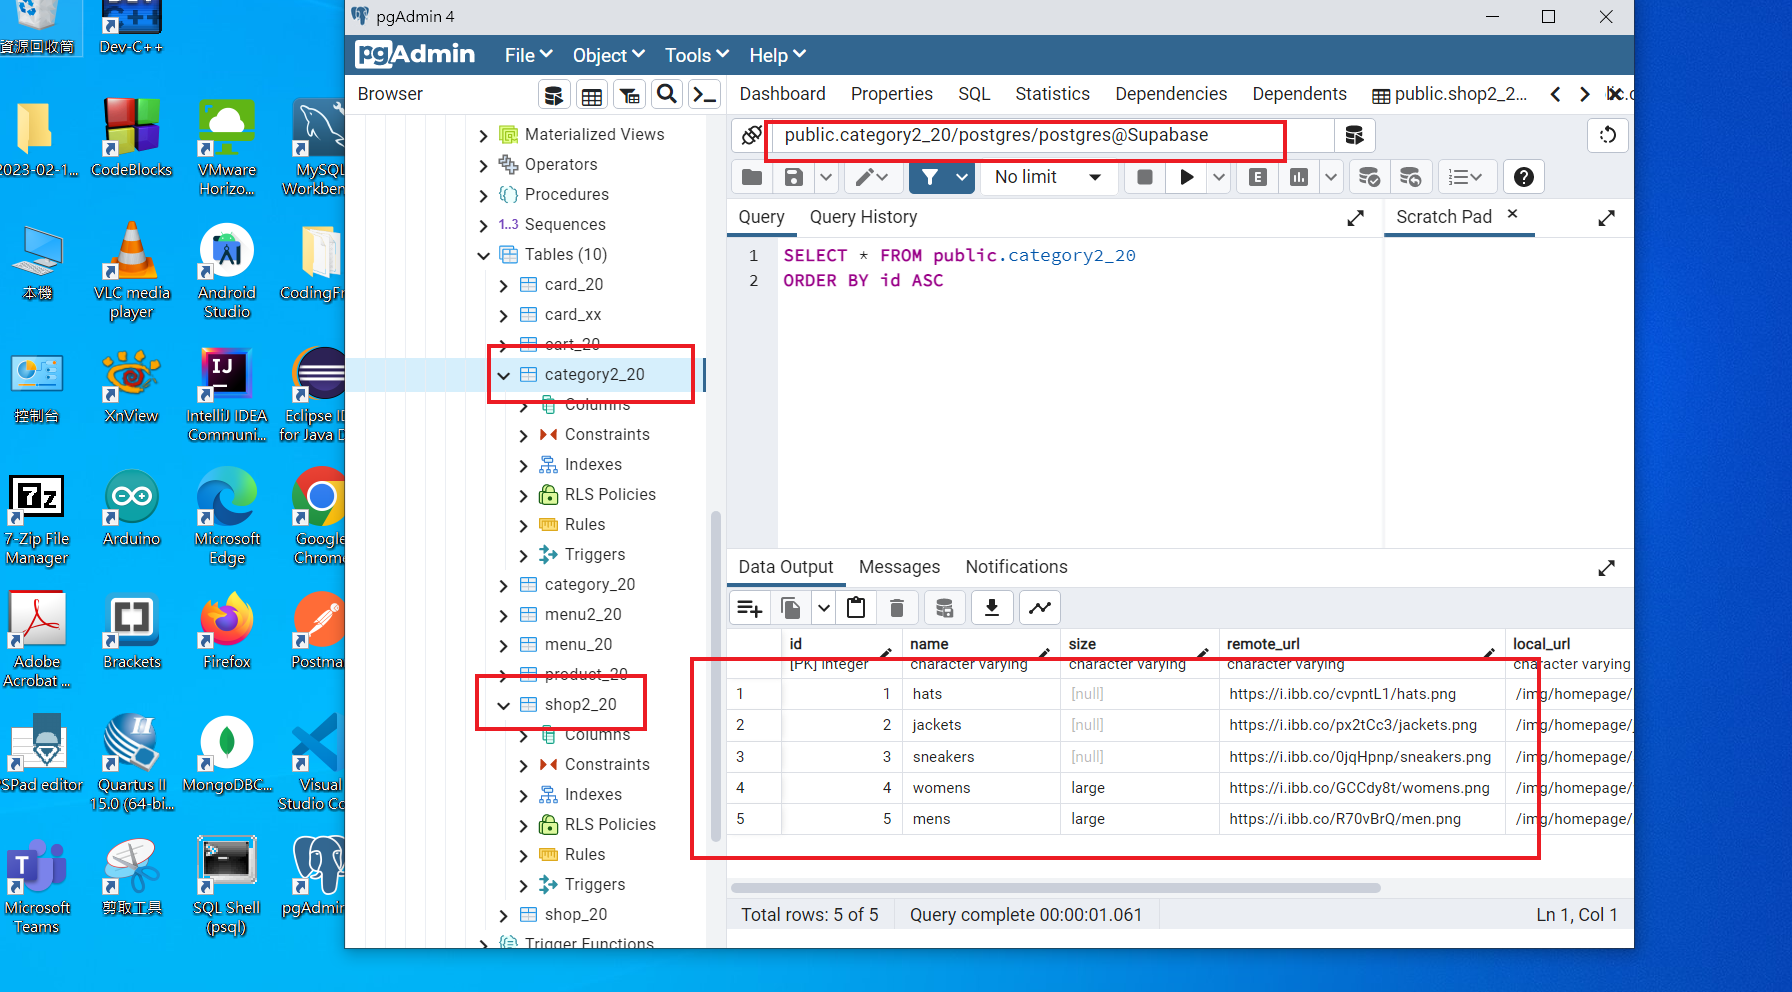 資源回收筒
Dev-C++
2023-02-1...
CodeBlocks
VMware
Horizo...
MySQL
Workben
本機
VLC media
player
Android
Studio
CodingFr
控制台
XnView
IntelliJ IDEA
Communi...
Eclipse ID
for Java D
7-Zip File
Manager
Arduino
Microsoft
Edge
Google
Chrome
Adobe
Acrobat ...
Brackets
Firefox
Postma
PSPad editor
Quartus II
15.0 (64-bi...
MongoDBC...
Visual
Studio Co
Microsoft
Teams
剪取工具
SQL Shell
(psql)
pgAdmin
pgAdmin 4
pgAdmin
File
Object
Tools
Help
Browser
Materialized Views
Operators
Procedures
1..3 Sequences
Tables (10)
card_20
card_xx
cart_20
category2_20
Columns
Constraints
Indexes
RLS Policies
Rules
Triggers
category_20
menu2_20
menu_20
product_20
shop2_20
Columns
Constraints
Indexes
RLS Policies
Rules
Triggers
shop_20
Trigger Functions
Dashboard
Properties
SQL
Statistics
Dependencies
Dependents
public.shop2_2...
public.category2_20/postgres/postgres@Supabase
No limit
E
Query
Query History
Scratch Pad
1 SELECT * FROM public.category2_20
2 ORDER BY id ASC
Data Output
Messages
Notifications
id name size remote_url local_url
[PK] integer character varying character varying character varying character varying
1 1 hats [null] https://i.ibb.co/cvpntL1/hats.png /img/homepage/
2 2 jackets [null] https://i.ibb.co/px2tCc3/jackets.png /img/homepage/
3 3 sneakers [null] https://i.ibb.co/0jqHpnp/sneakers.png /img/homepage/
4 4 womens large https://i.ibb.co/GCCdy8t/womens.png /img/homepage/
5 5 mens large https://i.ibb.co/R70vBrQ/men.png /img/homepage/
Total rows: 5 of 5
Query complete 00:00:01.061
Ln 1, Col 1